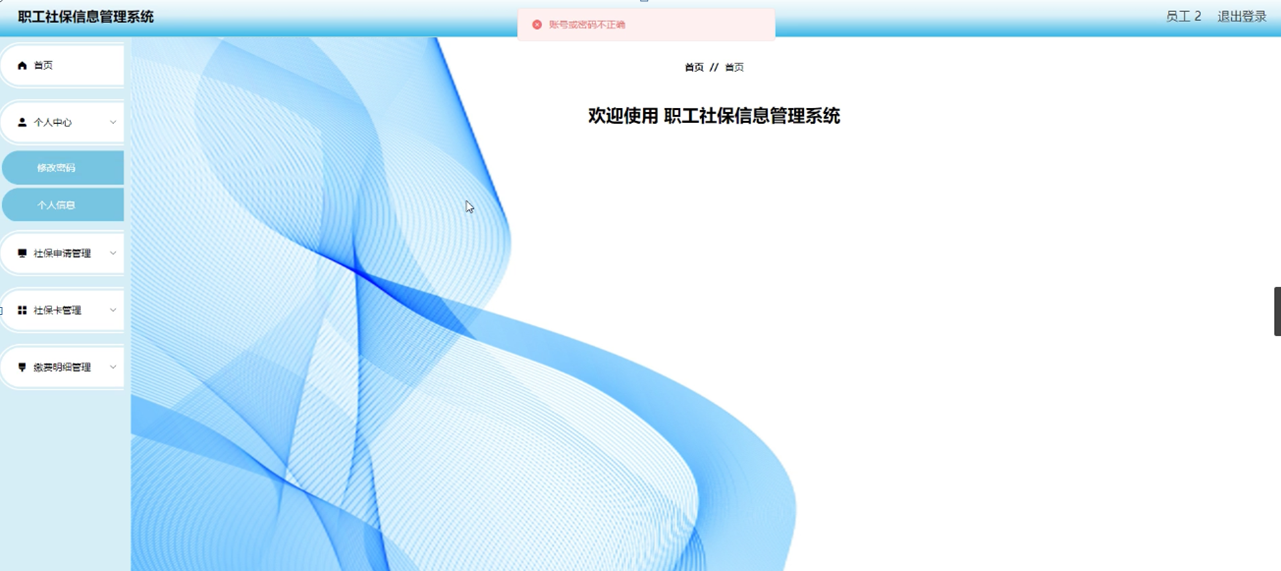 职工社保信息管理系统
账号或密码不正确
员工 2 退出登录
首页
个人中心
修改密码
个人信息
社保申请管理
社保卡管理
缴费明细管理
首页 // 首页
欢迎使用 职工社保信息管理系统